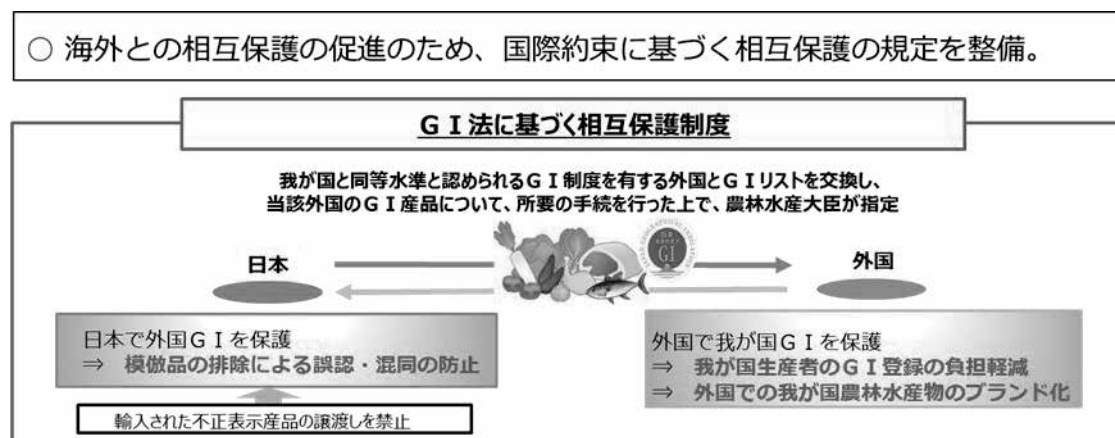 ○ 海外との相互保護の促進のため、国際約束に基づく相互保護の規定を整備。
ＧＩ法に基づく相互保護制度
我が国と同等水準と認められるＧＩ制度を有する外国とＧＩリストを交換し、
当該外国のＧＩ産品について、所要の手続を行った上で、農林水産大臣が指定
GI
日本
外国
日本で外国ＧＩを保護
⇒ 模倣品の排除による誤認・混同の防止
輸入された不正表示産品の譲渡しを禁止
外国で我が国ＧＩを保護
⇒ 我が国生産者のＧＩ登録の負担軽減
⇒ 外国での我が国農林水産物のブランド化